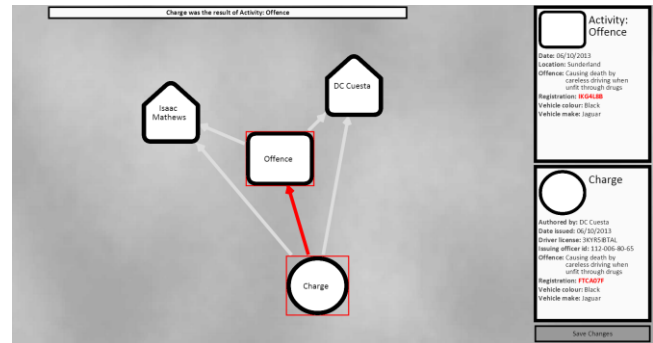 Charge was the result of Activity: Offence
DC Cuesta
Isaac
Mathews
Offence
Charge
Activity:
Offence
Date: 06/10/2013
Location: Sunderland
Offence: Causing death by
careless driving when
unfit through drugs
Registration: IKG4LBB
Vehicle colour: Black
Vehicle make: Jaguar
Charge
Authored by: DC Cuesta
Date issued: 06/10/2013
Driver license: 3KYR5IBTAL
Issuing officer id: 112-006-80-65
Offence: Causing death by
careless driving when
unfit through drugs
Registration: FTCA07F
Vehicle colour: Black
Vehicle make: Jaguar
Save Changes